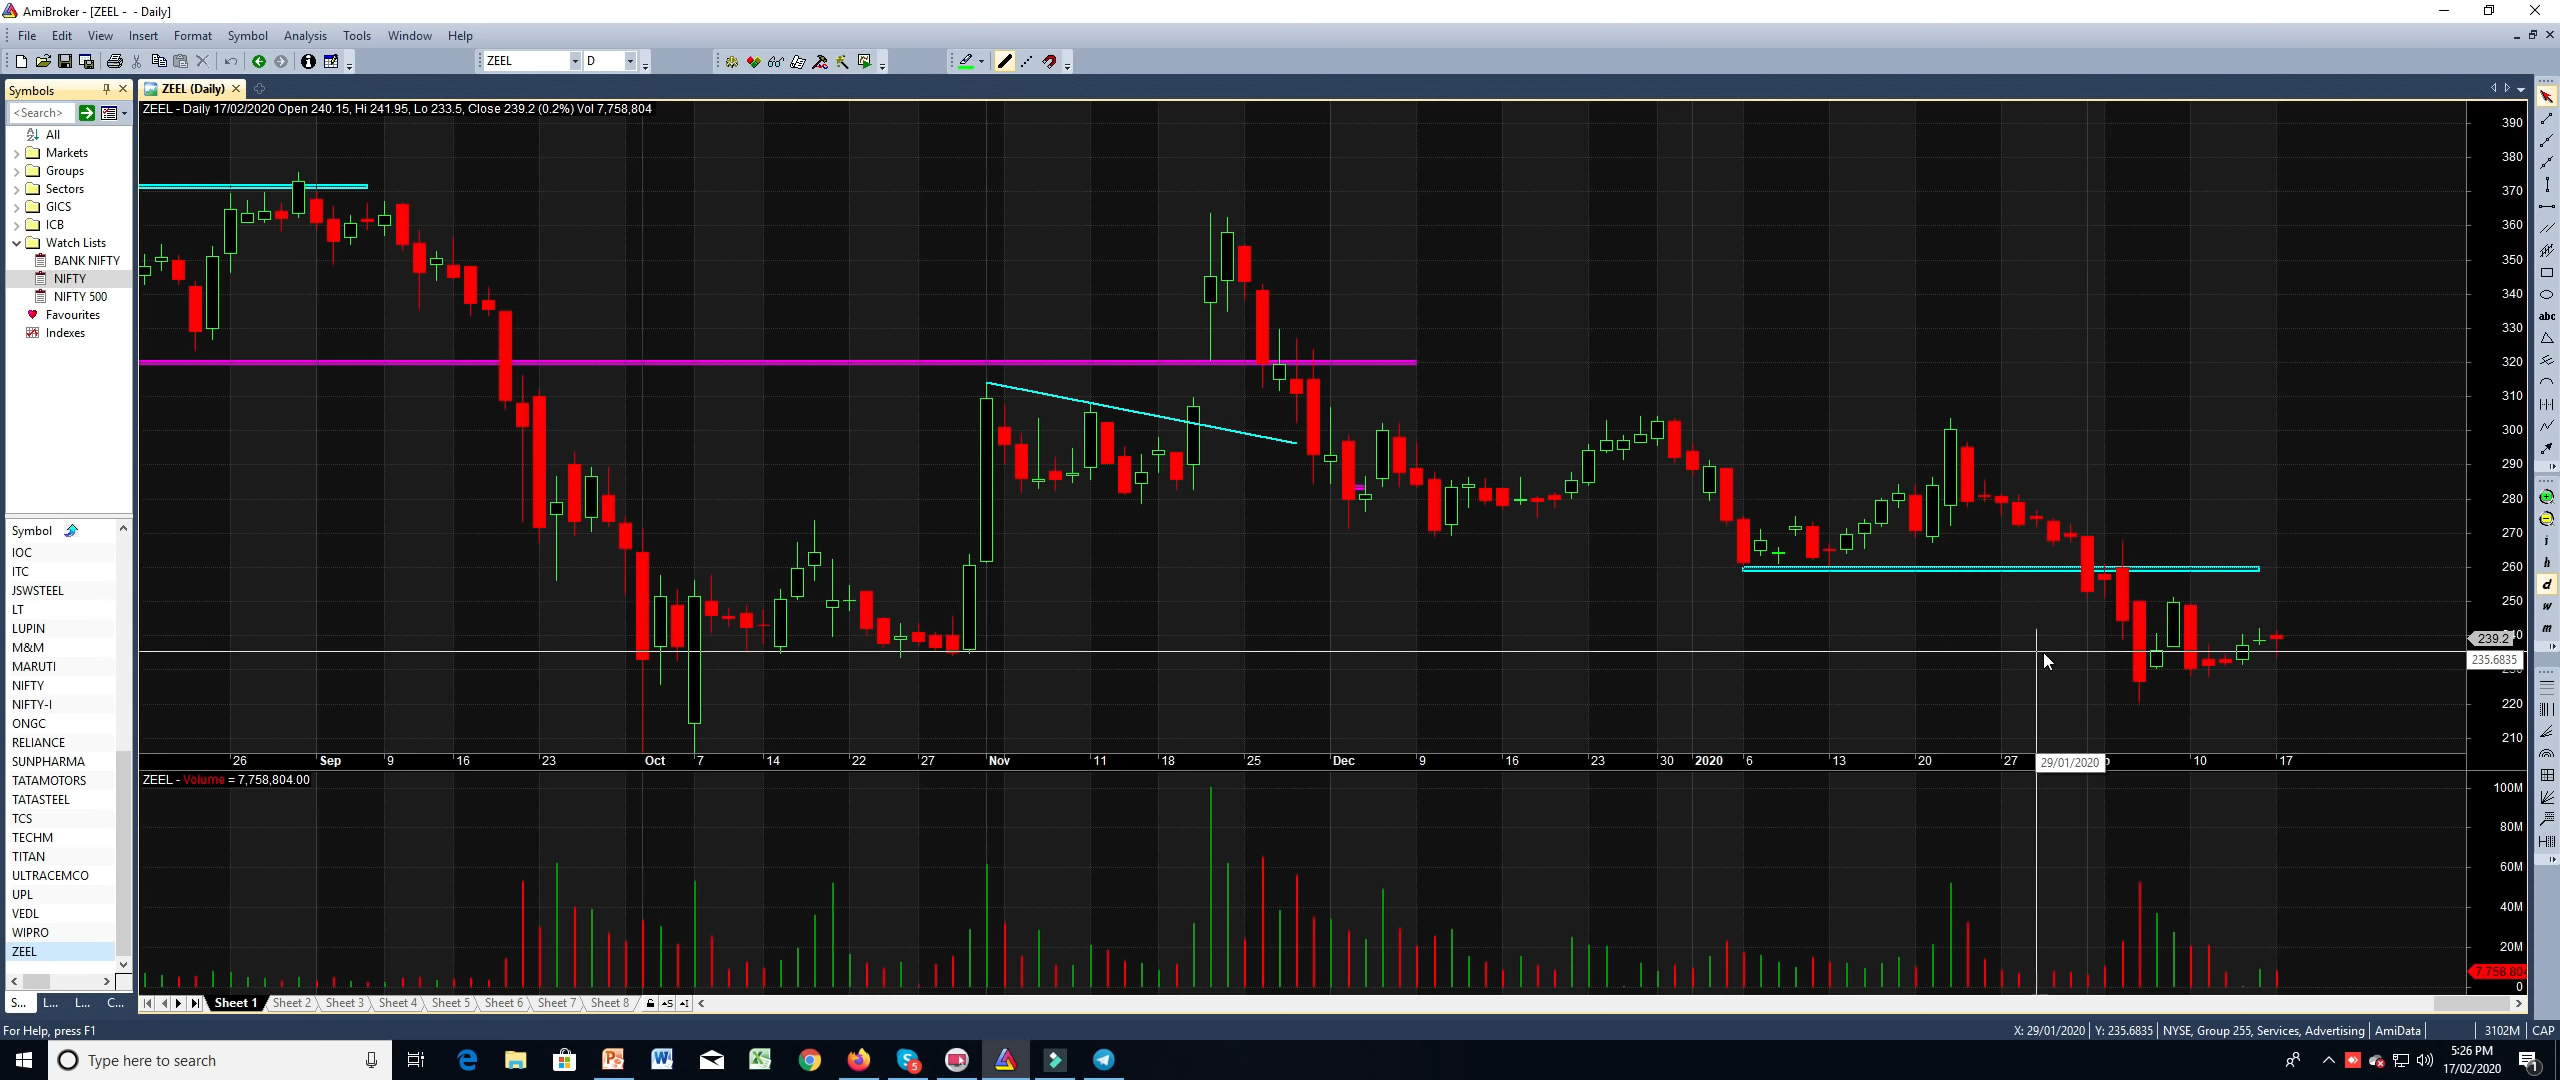 AmiBroker - [ZEEL - - Daily]
File Edit View Insert Format Symbol Analysis Tools Window Help
ZEEL D
Symbols
ZEEL (Daily)
<Search>
ZEEL - Daily 17/02/2020 Open 240.15, Hi 241.95, Lo 233.5, Close 239.2 (0.2%) Vol 7,758,804
All
Markets
Groups
Sectors
GICS
ICB
Watch Lists
BANK NIFTY
NIFTY
NIFTY 500
Favourites
Indexes
Symbol
IOC
ITC
JSWSTEEL
LT
LUPIN
M&M
MARUTI
NIFTY
NIFTY-I
ONGC
RELIANCE
SUNPHARMA
TATAMOTORS
TATASTEEL
TCS
TECHM
TITAN
ULTRACEMCO
UPL
VEDL
WIPRO
ZEEL
S... L... L... C...
390
380
370
360
350
340
330
320
310
300
290
280
270
260
250
239.2
235.6835
220
210
26 Sep 9 16 23 Oct 7 14 22 27 Nov 11 18 25 Dec 9 16 23 30 2020 6 13 20 27 29/01/2020 10 17
ZEEL - Volume = 7,758,804.00
100M
80M
60M
40M
20M
7,758,804
0
Sheet 1 Sheet 2 Sheet 3 Sheet 4 Sheet 5 Sheet 6 Sheet 7 Sheet 8
abc
i
h
d
w
m
For Help, press F1
X: 29/01/2020 Y: 235.6835 NYSE, Group 255, Services, Advertising AmiData 3102M CAP
Type here to search
5:26 PM
17/02/2020